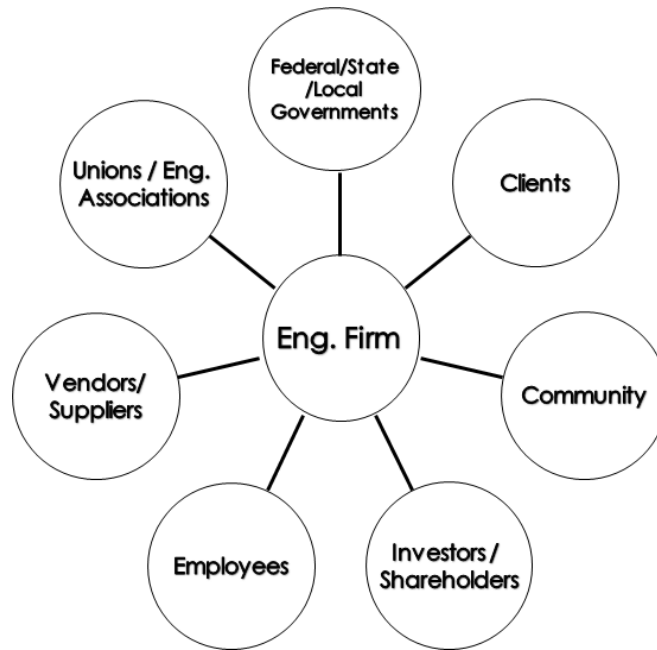 Federal/State
/Local
Governments
Unions / Eng.
Associations
Clients
Eng. Firm
Vendors/
Suppliers
Community
Employees
Investors /
Shareholders